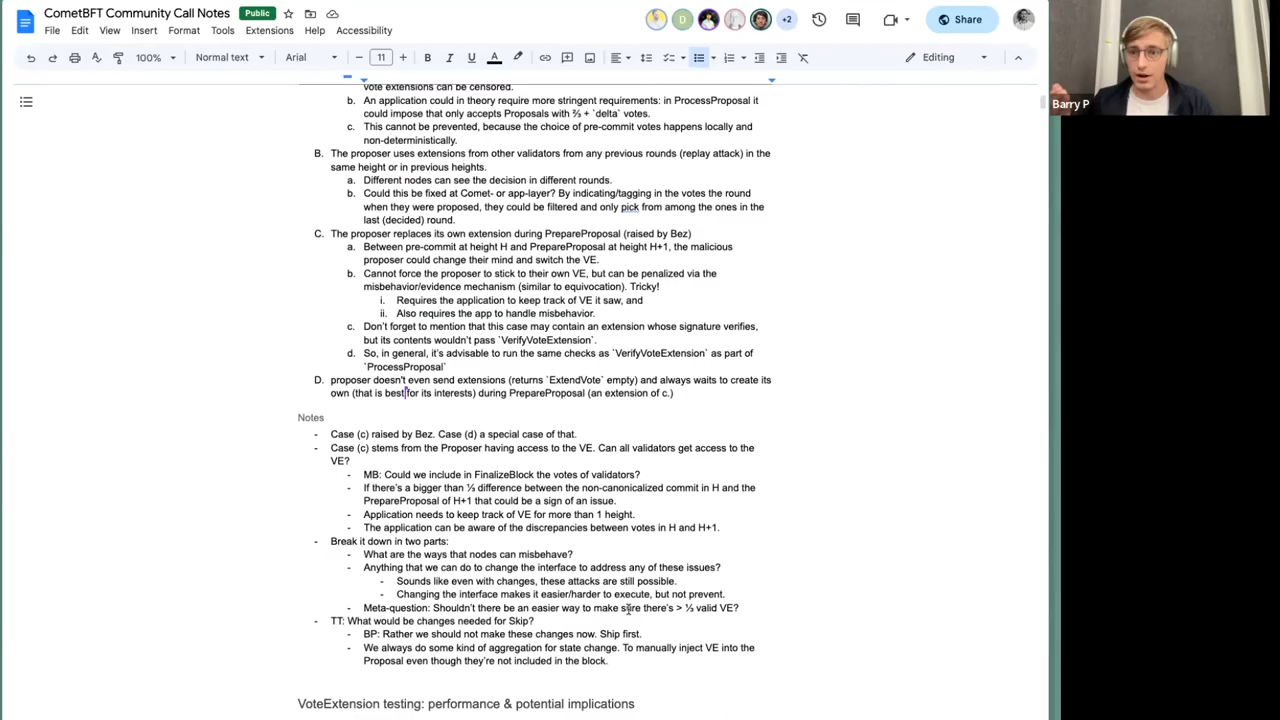 CometBFT Community Call Notes
Public
File Edit View Insert Format Tools Extensions Help Accessibility
D
+2
Share
100%
Normal text
Arial
11
B I U A
Editing
Barry P
vote extensions can be censored.
b. An application could in theory require more stringent requirements: in ProcessProposal it
could impose that only accepts Proposals with ⅔ + `delta` votes.
c. This cannot be prevented, because the choice of pre-commit votes happens locally and
non-deterministically.
B. The proposer uses extensions from other validators from any previous rounds (replay attack) in the
same height or in previous heights.
a. Different nodes can see the decision in different rounds.
b. Could this be fixed at Comet- or app-layer? By indicating/tagging in the votes the round
when they were proposed, they could be filtered and only pick from among the ones in the
last (decided) round.
C. The proposer replaces its own extension during PrepareProposal (raised by Bez)
a. Between pre-commit at height H and PrepareProposal at height H+1, the malicious
proposer could change their mind and switch the VE.
b. Cannot force the proposer to stick to their own VE, but can be penalized via the
misbehavior/evidence mechanism (similar to equivocation). Tricky!
i. Requires the application to keep track of VE it saw, and
ii. Also requires the app to handle misbehavior.
c. Don't forget to mention that this case may contain an extension whose signature verifies,
but its contents wouldn't pass `VerifyVoteExtension`.
d. So, in general, it's advisable to run the same checks as `VerifyVoteExtension` as part of
`ProcessProposal`
D. proposer doesn't even send extensions (returns `ExtendVote` empty) and always waits to create its
own (that is best for its interests) during PrepareProposal (an extension of c.)
Notes
- Case (c) raised by Bez. Case (d) a special case of that.
- Case (c) stems from the Proposer having access to the VE. Can all validators get access to the
VE?
- MB: Could we include in FinalizeBlock the votes of validators?
- If there's a bigger than ⅓ difference between the non-canonicalized commit in H and the
PrepareProposal of H+1 that could be a sign of an issue.
- Application needs to keep track of VE for more than 1 height.
- The application can be aware of the discrepancies between votes in H and H+1.
- Break it down in two parts:
- What are the ways that nodes can misbehave?
- Anything that we can do to change the interface to address any of these issues?
- Sounds like even with changes, these attacks are still possible.
- Changing the interface makes it easier/harder to execute, but not prevent.
- Meta-question: Shouldn't there be an easier way to make sure there's > ⅓ valid VE?
- TT: What would be changes needed for Skip?
- BP: Rather we should not make these changes now. Ship first.
- We always do some kind of aggregation for state change. To manually inject VE into the
Proposal even though they're not included in the block.
VoteExtension testing: performance & potential implications